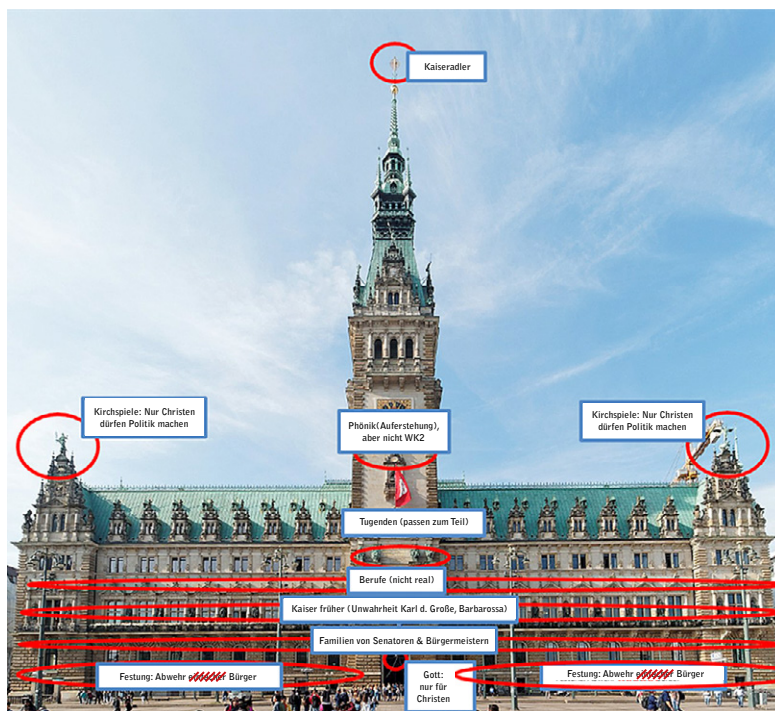 Kaiseradler
Kirchspiele: Nur Christen
dürfen Politik machen
Phönik(Auferstehung),
aber nicht WK2
Kirchspiele: Nur Christen
dürfen Politik machen
Tugenden (passen zum Teil)
Berufe (nicht real)
Kaiser früher (Unwahrheit Karl d. Große, Barbarossa)
Familien von Senatoren & Bürgermeistern
Festung: Abwehr Bürger
Gott:
nur für
Christen
Festung: Abwehr Bürger